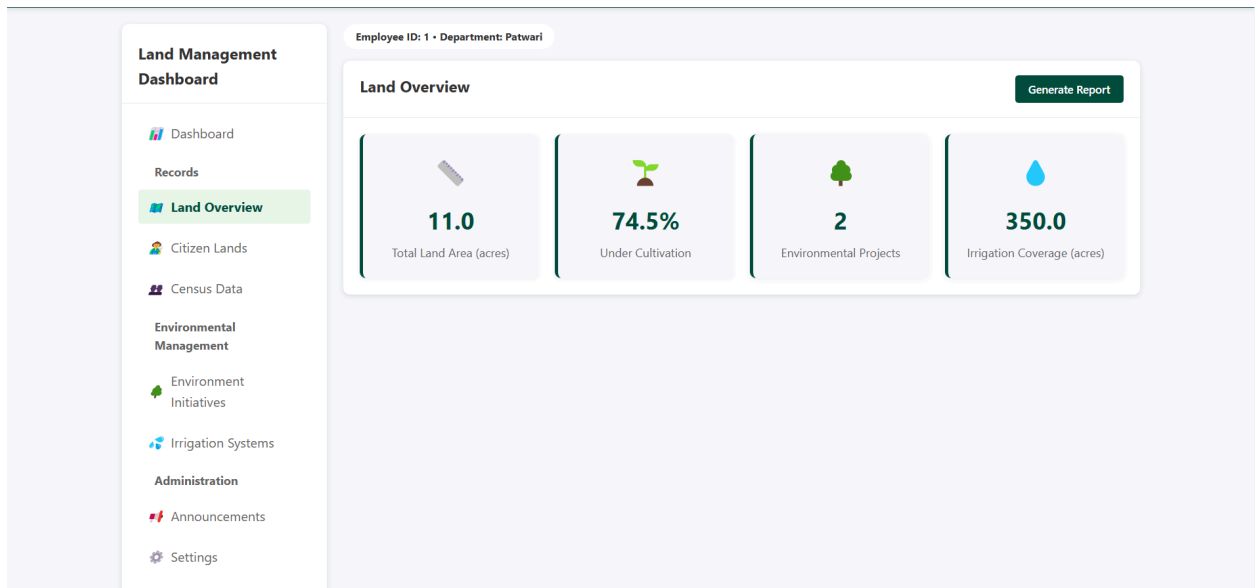 Land Management
Dashboard
Dashboard
Records
Land Overview
Citizen Lands
Census Data
Environmental
Management
Environment
Initiatives
Irrigation Systems
Administration
Announcements
Settings
Employee ID: 1 • Department: Patwari
Land Overview
Generate Report
11.0
Total Land Area (acres)
74.5%
Under Cultivation
2
Environmental Projects
350.0
Irrigation Coverage (acres)